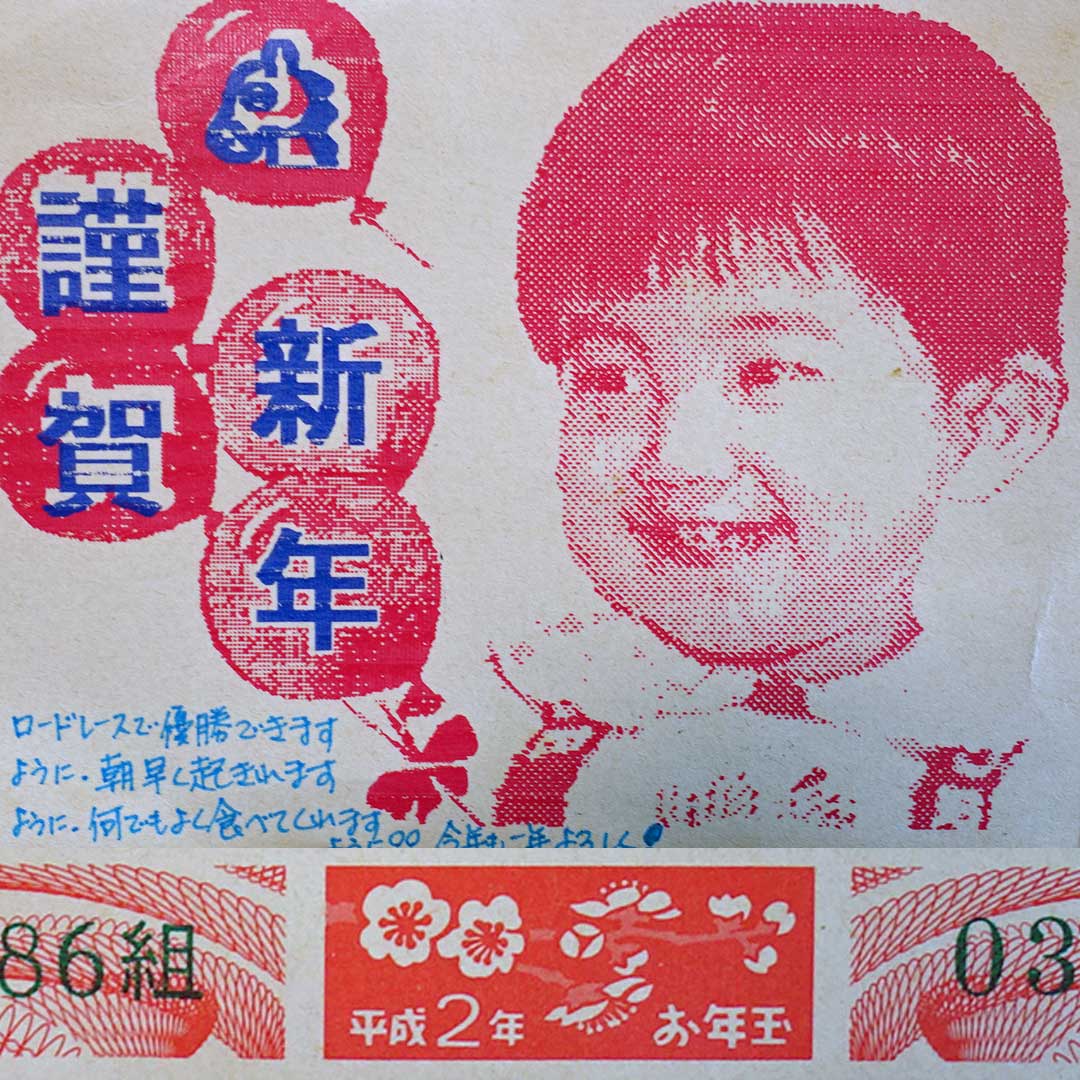 謹賀
新年
ロードレースで優勝できます
ように.朝早く起きれます
ように.何でもよく食べてくれます
ように○○ 今年も一年よろしく
86組
平成2年
お年玉
03